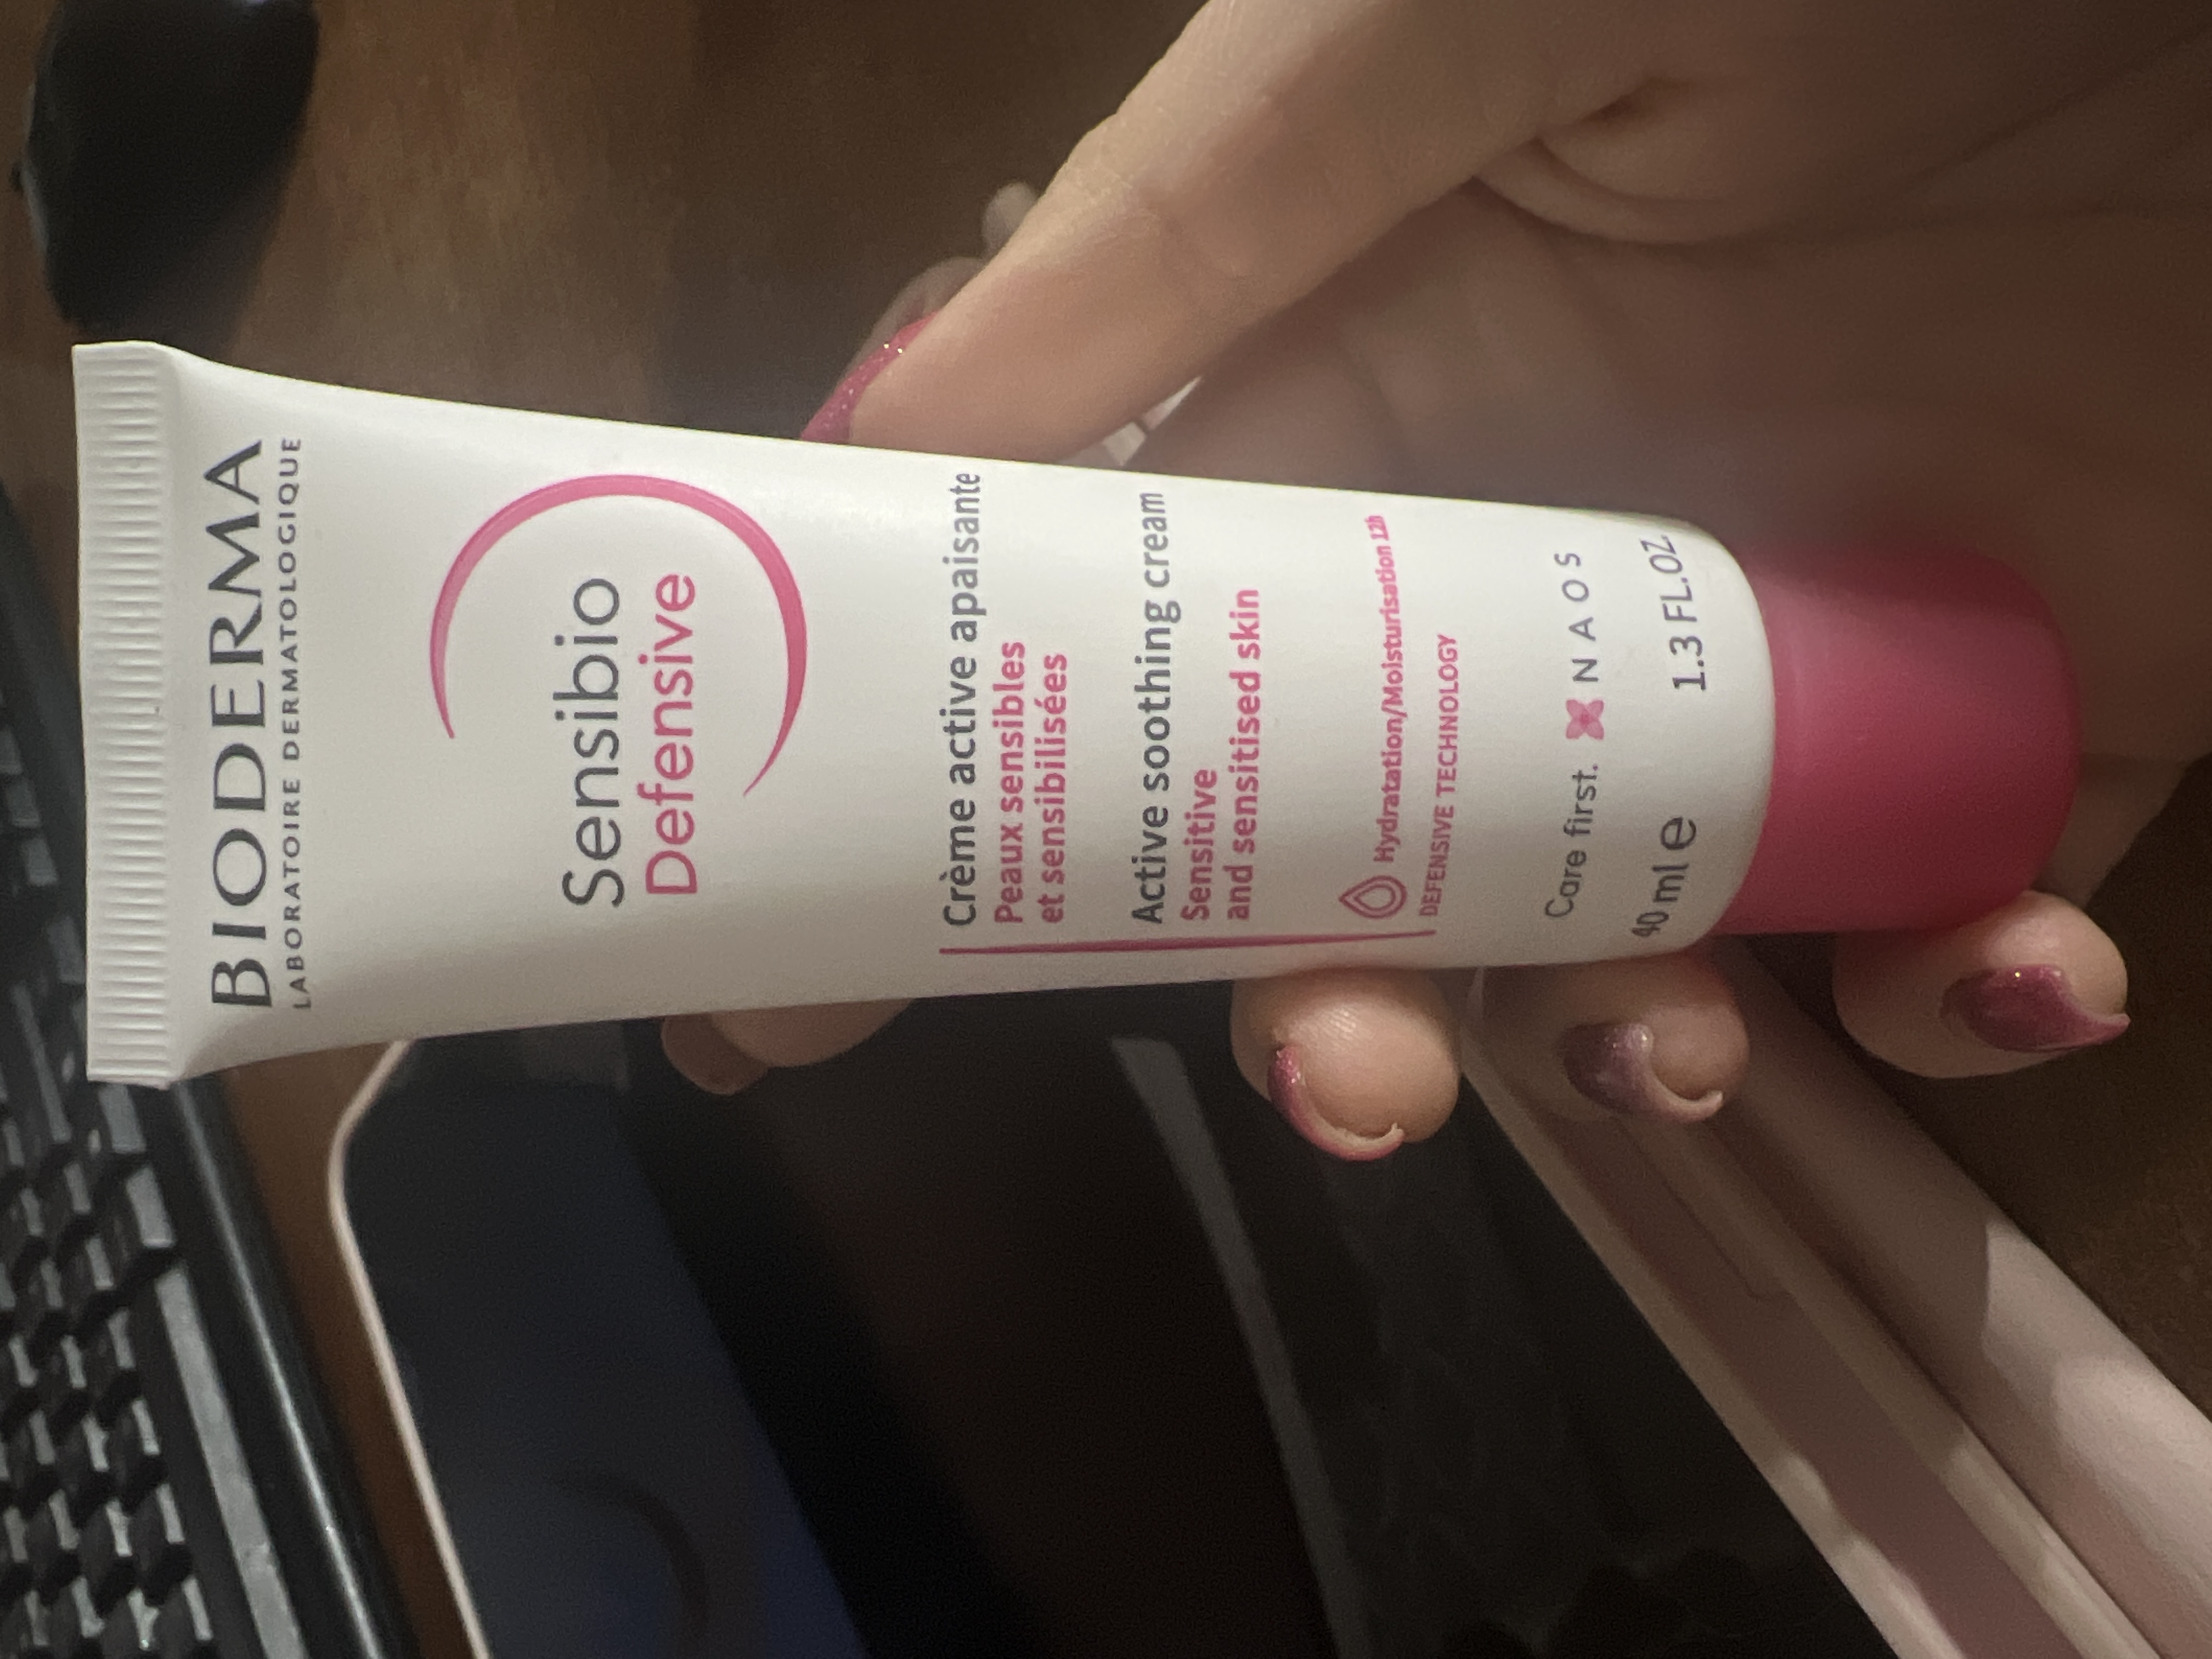 BIODERMA
LABORATOIRE DERMATOLOGIQUE
Sensibio
Defensive
Crème active apaisante
Peaux sensibles
et sensibilisées
Active soothing cream
Sensitive
and sensitised skin
Hydratation/Moisturisation 12h
DEFENSIVE TECHNOLOGY
Care first. NAOS
40 ml e 1.3 FL.OZ